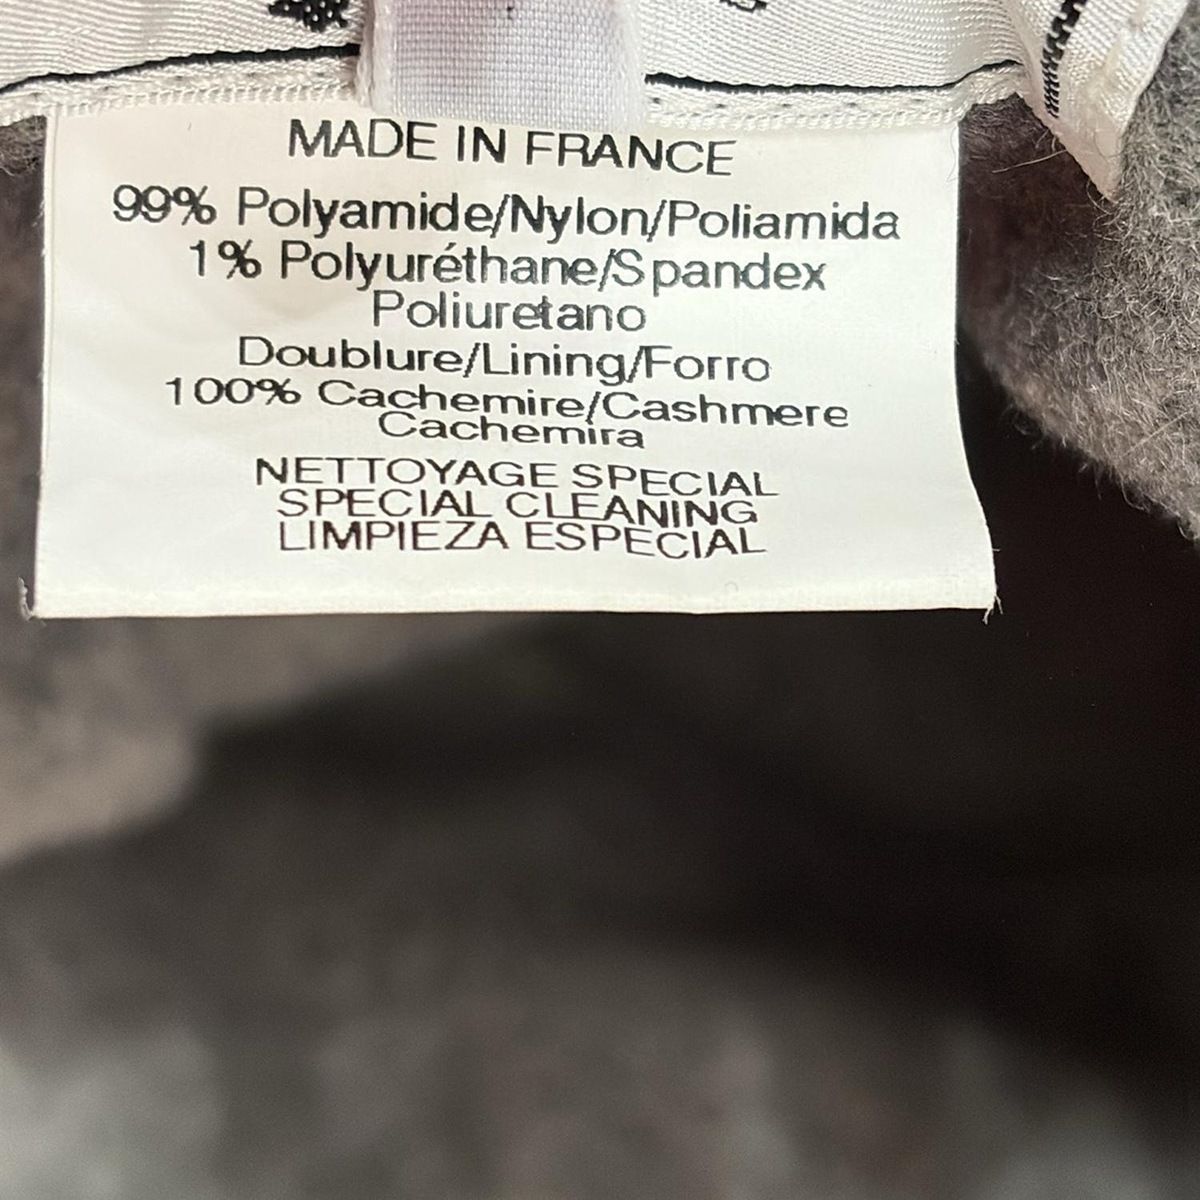 MADE IN FRANCE
99% Polyamide/Nylon/Poliamida
1% Polyuréthane/Spandex
Poliuretano
Doublure/Lining/Forro
100% Cachemire/Cashmere
Cachemira
NETTOYAGE SPECIAL
SPECIAL CLEANING
LIMPIEZA ESPECIAL